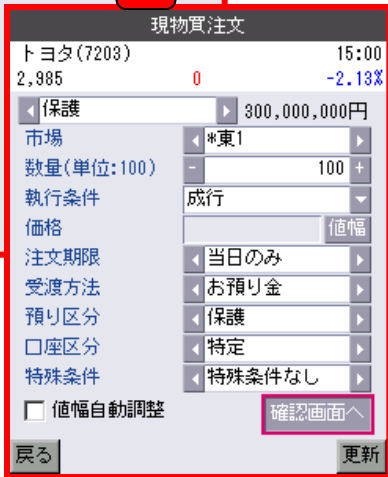 現物買注文
トヨタ(7203) 15:00
2,985 0 -2.13%
保護 300,000,000円
市場 *東1
数量(単位:100) - 100 +
執行条件 成行
価格 値幅
注文期限 当日のみ
受渡方法 お預り金
預り区分 保護
口座区分 特定
特殊条件 特殊条件なし
値幅自動調整 確認画面へ
戻る 更新